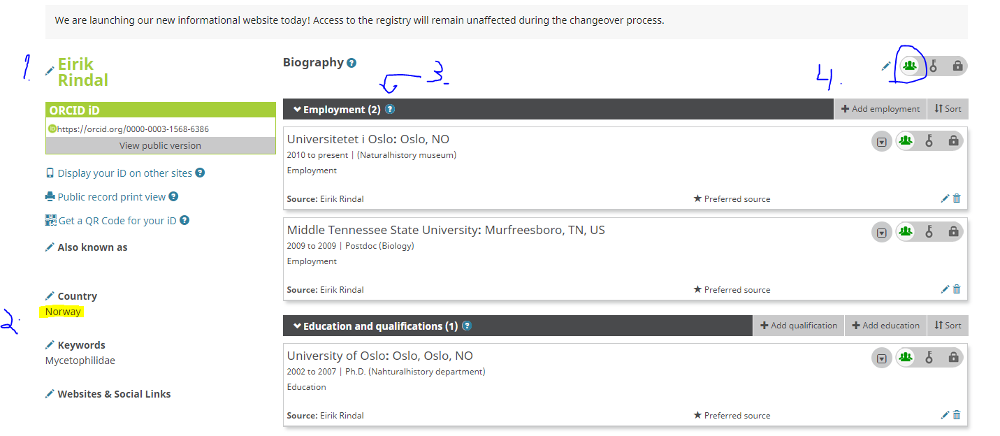 We are launching our new informational website today! Access to the registry will remain unaffected during the changeover process.
1.
Eirik
Rindal
ORCID iD
iD https://orcid.org/0000-0003-1568-6386
View public version
Display your iD on other sites ?
Public record print view ?
Get a QR Code for your iD ?
Also known as
Country
2.
Norway
Keywords
Mycetophilidae
Websites & Social Links
Biography ?
3.
4.
Employment (2) ?
Add employment
Sort
Universitetet i Oslo: Oslo, NO
2010 to present | (Naturalhistory museum)
Employment
Source: Eirik Rindal
Preferred source
Middle Tennessee State University: Murfreesboro, TN, US
2009 to 2009 | Postdoc (Biology)
Employment
Source: Eirik Rindal
Preferred source
Education and qualifications (1) ?
Add qualification
Add education
Sort
University of Oslo: Oslo, Oslo, NO
2002 to 2007 | Ph.D. (Nahturalhistory department)
Education
Source: Eirik Rindal
Preferred source